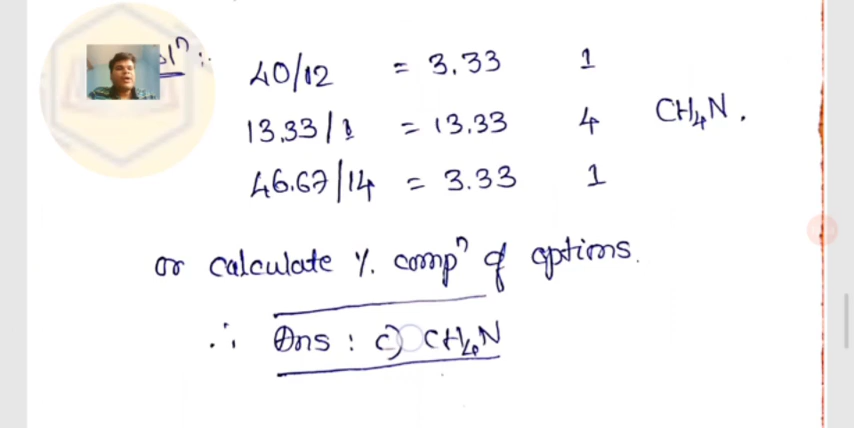 Solⁿ :-
40/12 = 3.33 1
13.33/1 = 13.33 4 CH₄N.
46.67/14 = 3.33 1
or calculate %. compⁿ of options.
∴ Ans : c) CH₄N